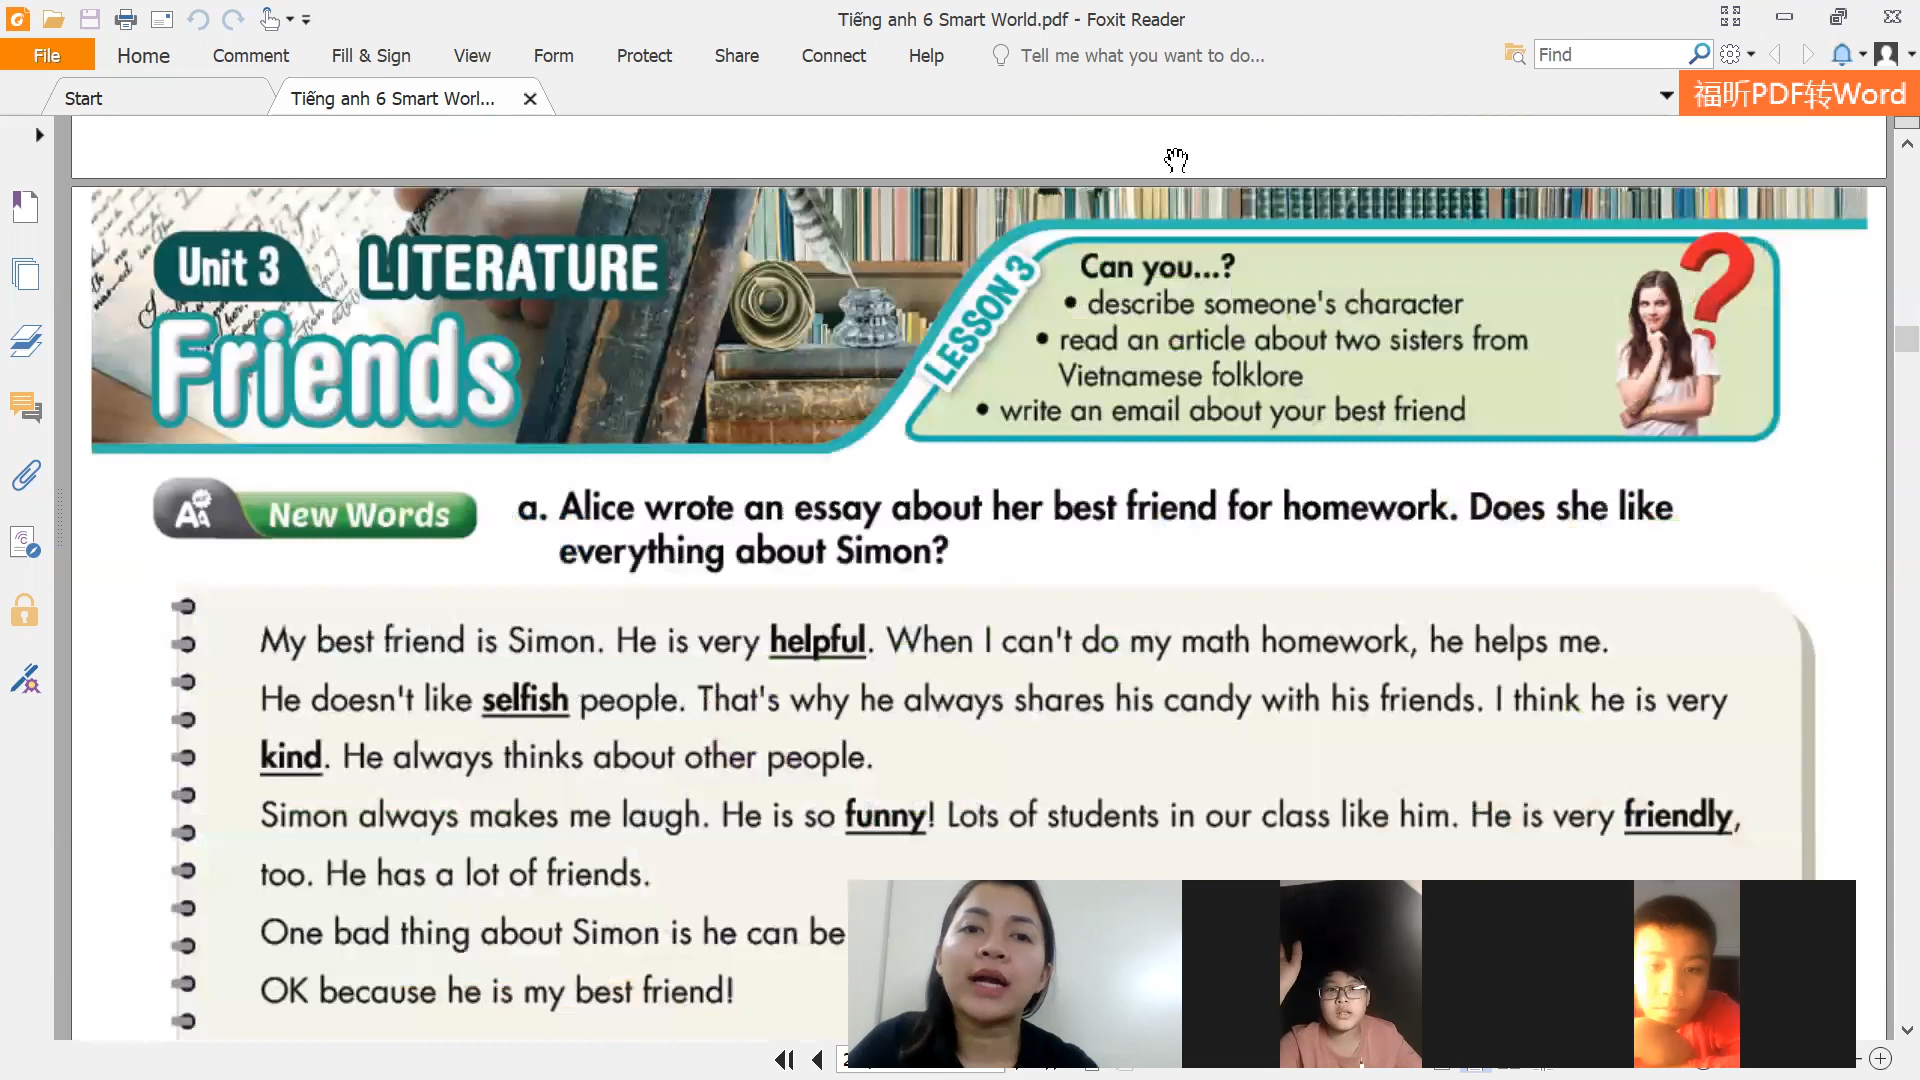 Tiếng anh 6 Smart World.pdf - Foxit Reader
File Home Comment Fill & Sign View Form Protect Share Connect Help Tell me what you want to do... Find
Start Tiếng anh 6 Smart Worl... 福昕PDF转Word
Unit 3 LITERATURE
Friends
LESSON 3
Can you...?
• describe someone's character
• read an article about two sisters from
Vietnamese folklore
• write an email about your best friend
New Words
a. Alice wrote an essay about her best friend for homework. Does she like
everything about Simon?
My best friend is Simon. He is very helpful. When I can't do my math homework, he helps me.
He doesn't like selfish people. That's why he always shares his candy with his friends. I think he is very
kind. He always thinks about other people.
Simon always makes me laugh. He is so funny! Lots of students in our class like him. He is very friendly,
too. He has a lot of friends.
One bad thing about Simon is he can be
OK because he is my best friend!